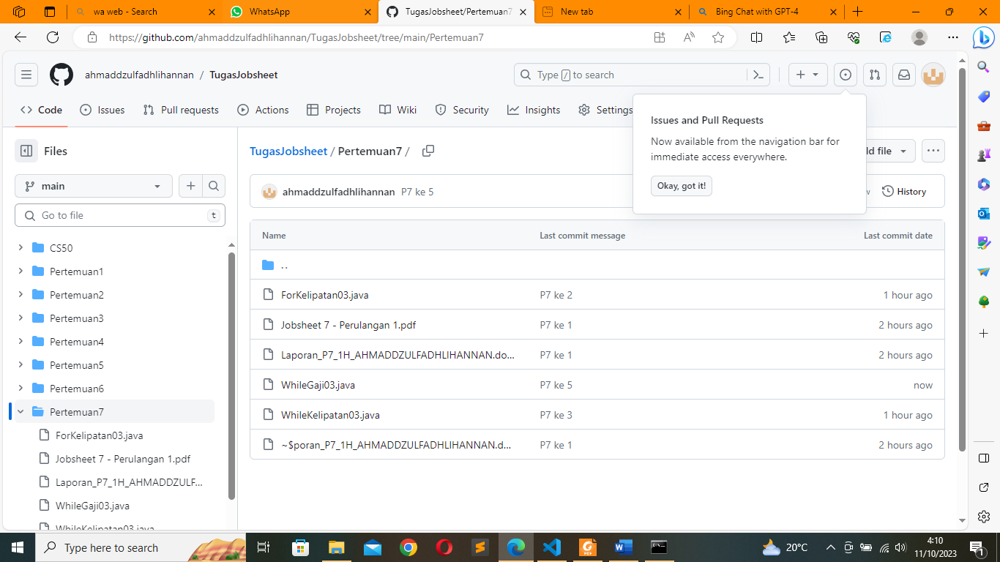 wa web - Search
WhatsApp
TugasJobsheet/Pertemuan7
New tab
Bing Chat with GPT-4
https://github.com/ahmaddzulfadhlihannan/TugasJobsheet/tree/main/Pertemuan7
ahmaddzulfadhlihannan / TugasJobsheet
Type / to search
Code
Issues
Pull requests
Actions
Projects
Wiki
Security
Insights
Settings
Issues and Pull Requests
Now available from the navigation bar for
immediate access everywhere.
Okay, got it!
Files
main
Go to file
t
CS50
Pertemuan1
Pertemuan2
Pertemuan3
Pertemuan4
Pertemuan5
Pertemuan6
Pertemuan7
ForKelipatan03.java
Jobsheet 7 - Perulangan 1.pdf
Laporan_P7_1H_AHMADDZULF...
WhileGaji03.java
WhileKelipatan03.java
TugasJobsheet / Pertemuan7 /
file
ahmaddzulfadhlihannan P7 ke 5
History
Name Last commit message Last commit date
..
ForKelipatan03.java P7 ke 2 1 hour ago
Jobsheet 7 - Perulangan 1.pdf P7 ke 1 2 hours ago
Laporan_P7_1H_AHMADDZULFADHLIHANNAN.do... P7 ke 1 2 hours ago
WhileGaji03.java P7 ke 5 now
WhileKelipatan03.java P7 ke 3 1 hour ago
~$poran_P7_1H_AHMADDZULFADHLIHANNAN.d... P7 ke 1 2 hours ago
Type here to search
20°C
4:10
11/10/2023
1